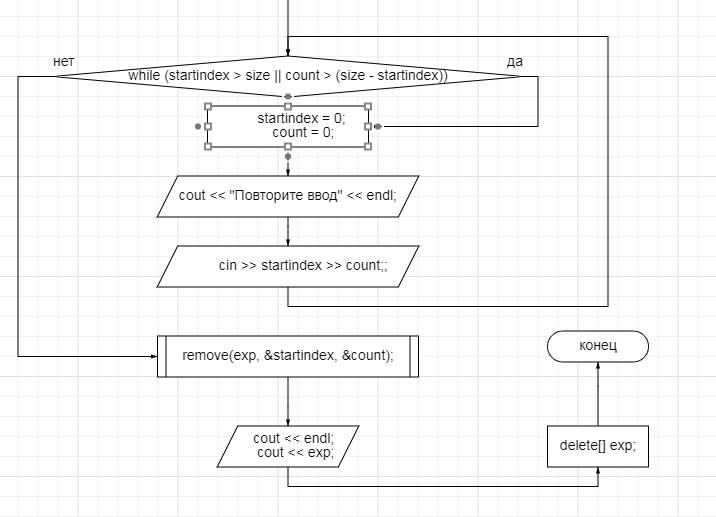 нет
да
while (startindex > size || count > (size - startindex))
startindex = 0;
count = 0;
cout << "Повторите ввод" << endl;
cin >> startindex >> count;;
remove(exp, &startindex, &count);
конец
cout << endl;
cout << exp;
delete[] exp;